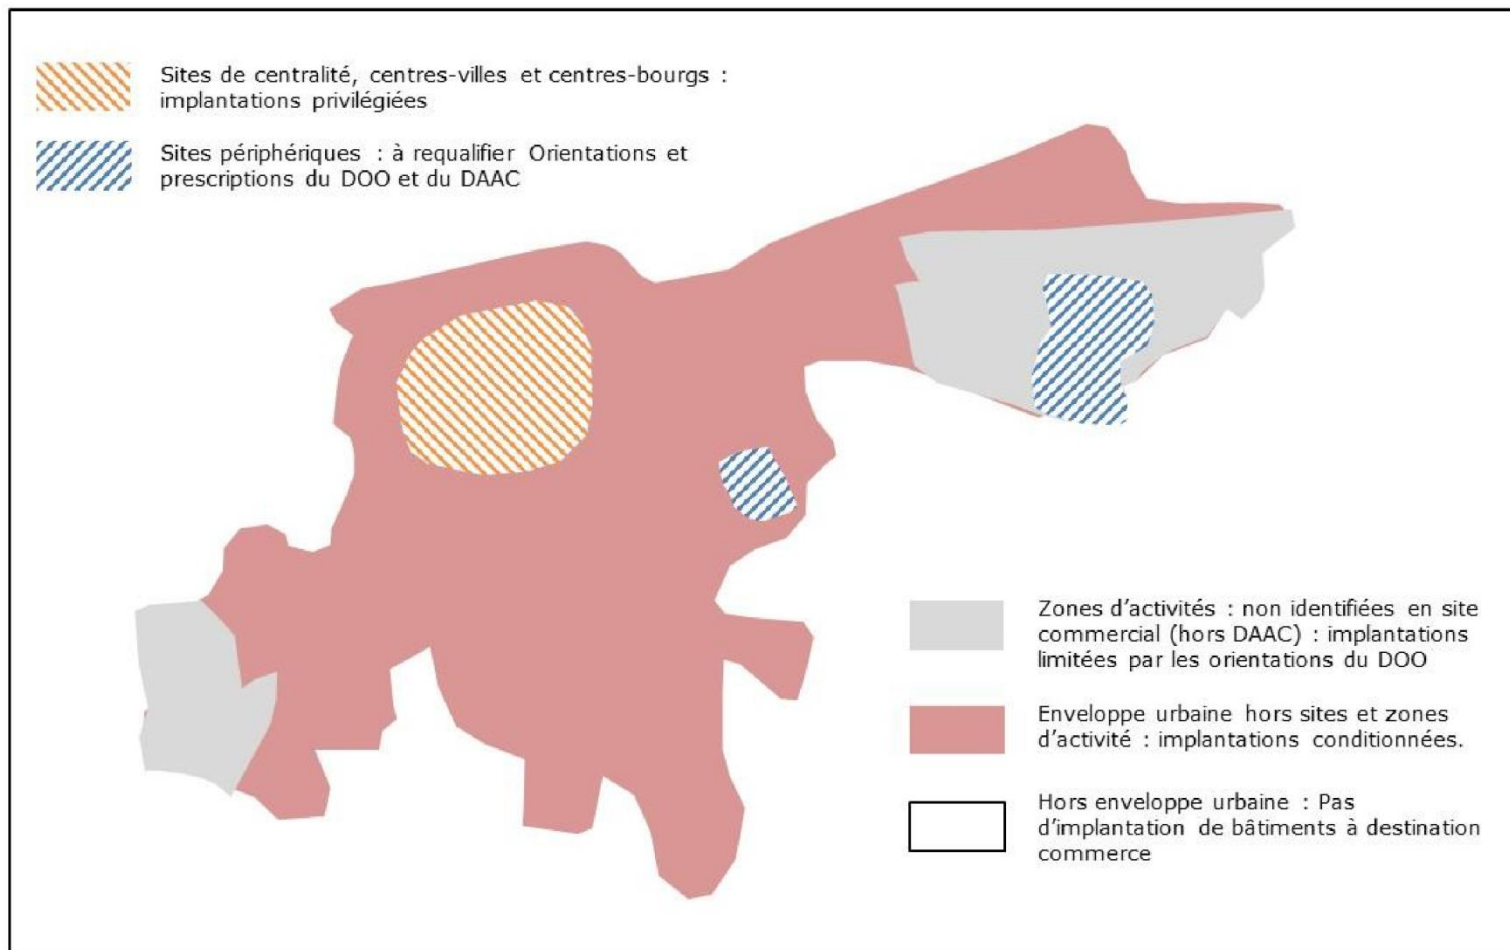 Sites de centralité, centres-villes et centres-bourgs :
implantations privilégiées
Sites périphériques : à requalifier Orientations et
prescriptions du DOO et du DAAC
Zones d’activités : non identifiées en site
commercial (hors DAAC) : implantations
limitées par les orientations du DOO
Enveloppe urbaine hors sites et zones
d’activité : implantations conditionnées.
Hors enveloppe urbaine : Pas
d’implantation de bâtiments à destination
commerce